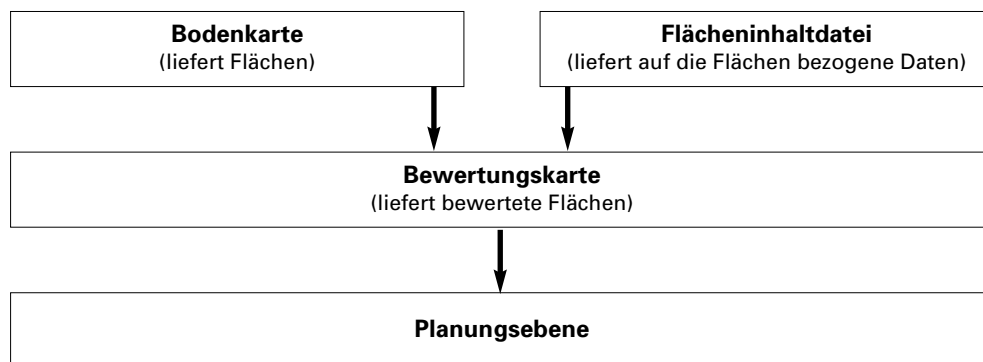 Bodenkarte
(liefert Flächen)
Flächeninhaltdatei
(liefert auf die Flächen bezogene Daten)
Bewertungskarte
(liefert bewertete Flächen)
Planungsebene